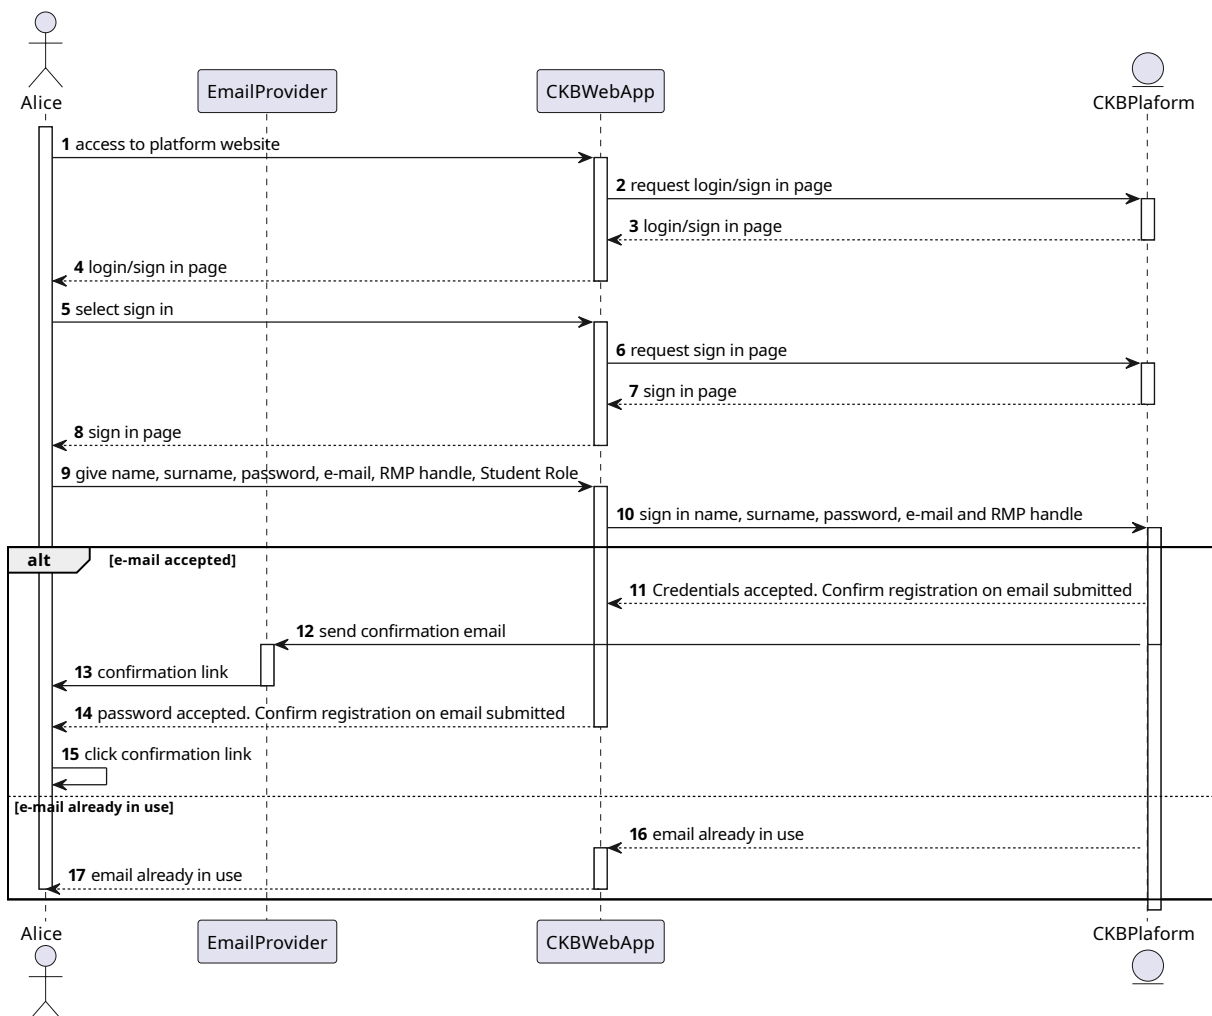 Alice
EmailProvider
CKBWebApp
CKBPlaform
1 access to platform website
2 request login/sign in page
3 login/sign in page
4 login/sign in page
5 select sign in
6 request sign in page
7 sign in page
8 sign in page
9 give name, surname, password, e-mail, RMP handle, Student Role
10 sign in name, surname, password, e-mail and RMP handle
alt [e-mail accepted]
11 Credentials accepted. Confirm registration on email submitted
12 send confirmation email
13 confirmation link
14 password accepted. Confirm registration on email submitted
15 click confirmation link
[e-mail already in use]
16 email already in use
17 email already in use
Alice
EmailProvider
CKBWebApp
CKBPlaform